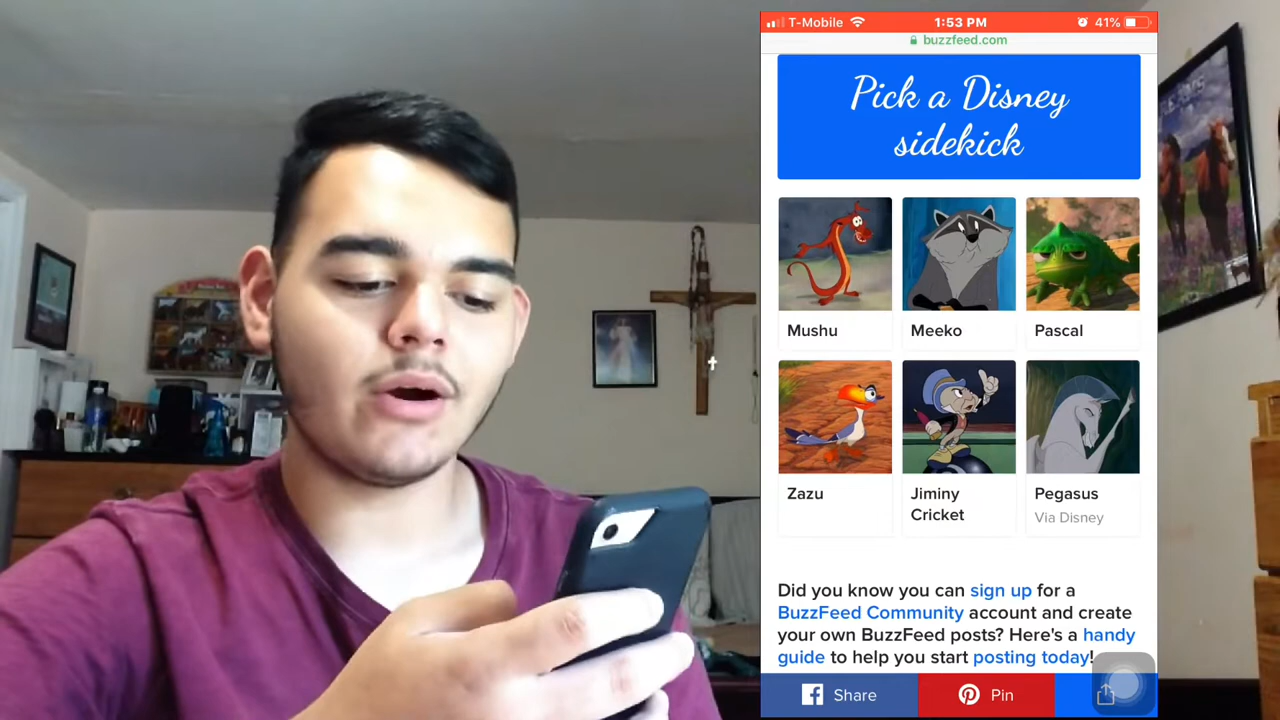 T-Mobile 1:53 PM 41%
buzzfeed.com
Pick a Disney
sidekick
Mushu Meeko Pascal
Zazu Jiminy Pegasus
Cricket Via Disney
Did you know you can sign up for a
BuzzFeed Community account and create
your own BuzzFeed posts? Here's a handy
guide to help you start posting today!
Share Pin